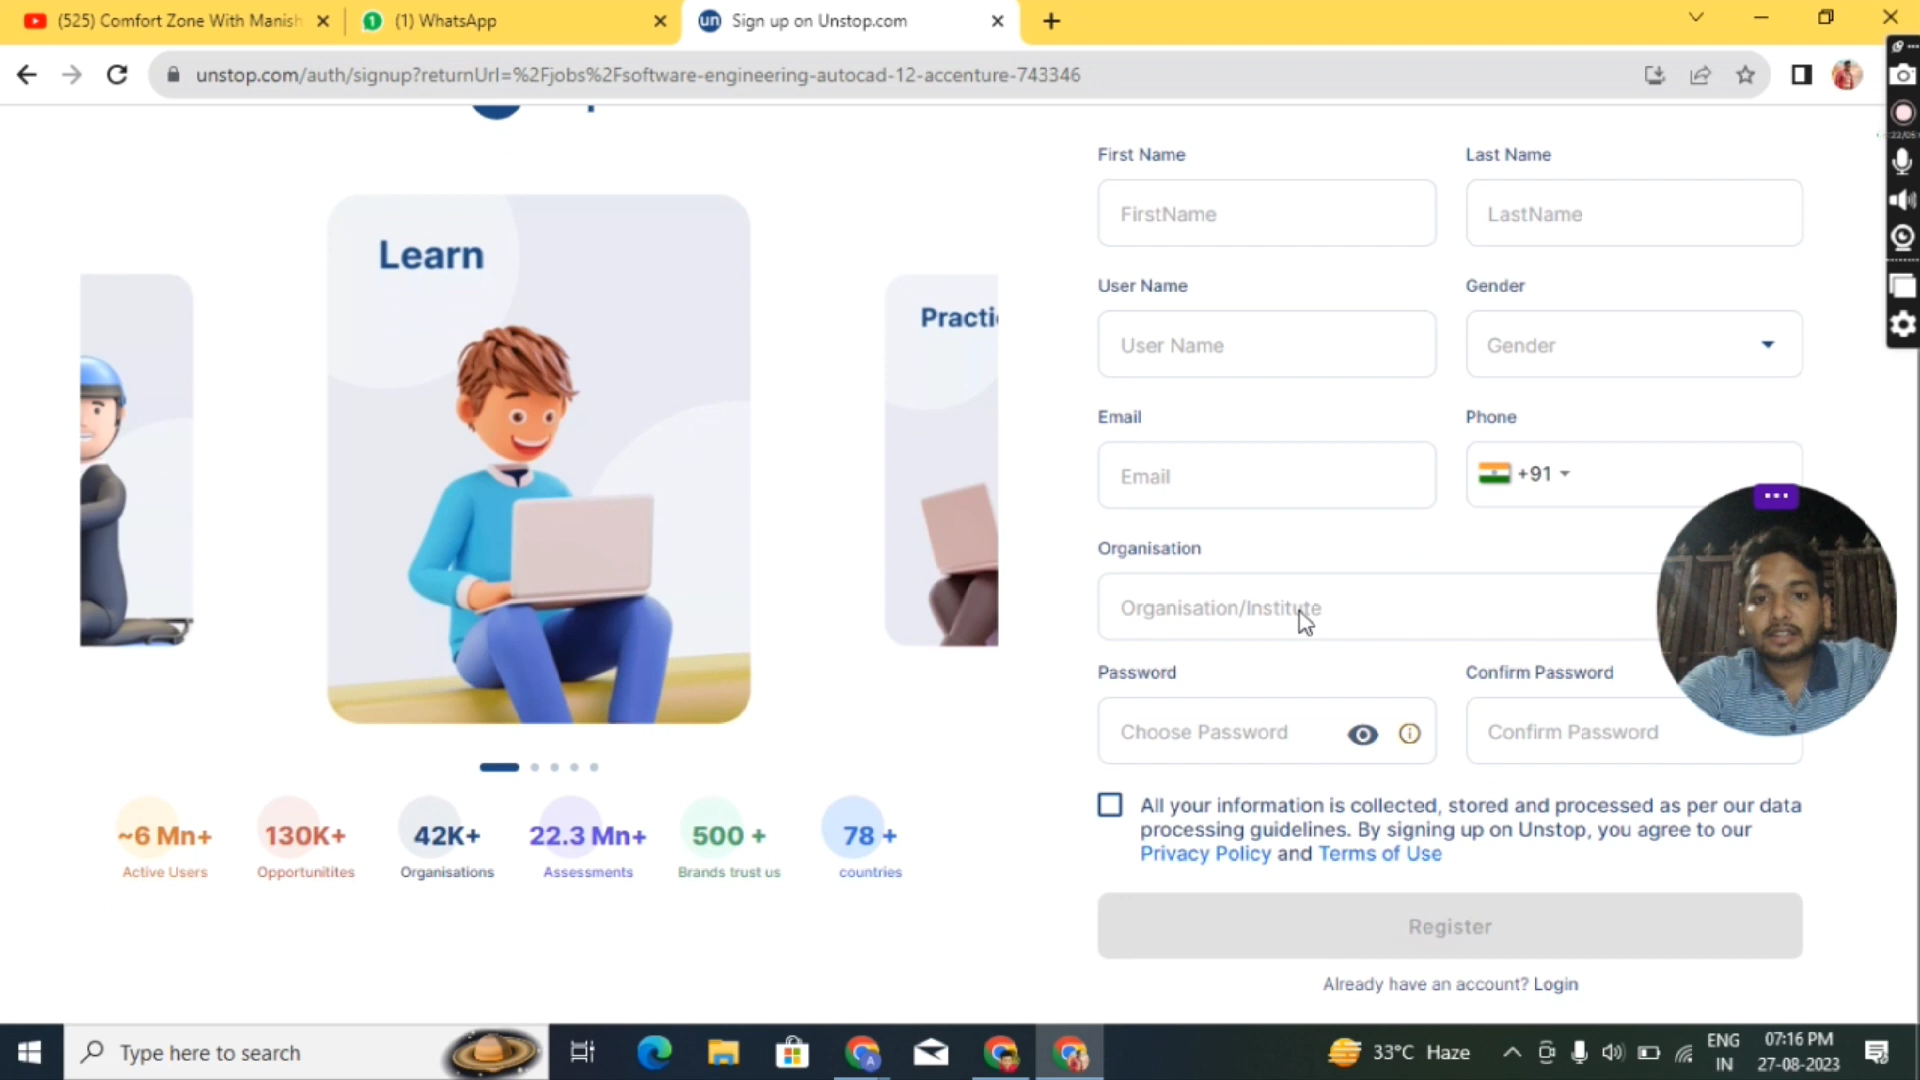 (525) Comfort Zone With Manish
(1) WhatsApp
un Sign up on Unstop.com
unstop.com/auth/signup?returnUrl=%2Fjobs%2Fsoftware-engineering-autocad-12-accenture-743346
First Name
Last Name
FirstName
LastName
Learn
Practi
User Name
Gender
User Name
Gender
Email
Phone
Email
+91
Organisation
Organisation/Institute
Password
Confirm Password
Choose Password
Confirm Password
~6 Mn+
130K+
42K+
22.3 Mn+
500 +
78 +
Active Users
Opportunitites
Organisations
Assessments
Brands trust us
countries
All your information is collected, stored and processed as per our data
processing guidelines. By signing up on Unstop, you agree to our
Privacy Policy and Terms of Use
Register
Already have an account? Login
Type here to search
33°C Haze
ENG
IN
07:16 PM
27-08-2023